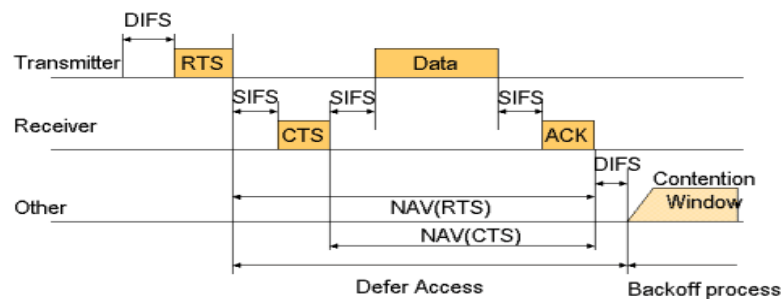 DIFS
Transmitter
RTS
Data
SIFS
SIFS
SIFS
Receiver
CTS
ACK
DIFS
Contention
Window
Other
NAV(RTS)
NAV(CTS)
Defer Access
Backoff process